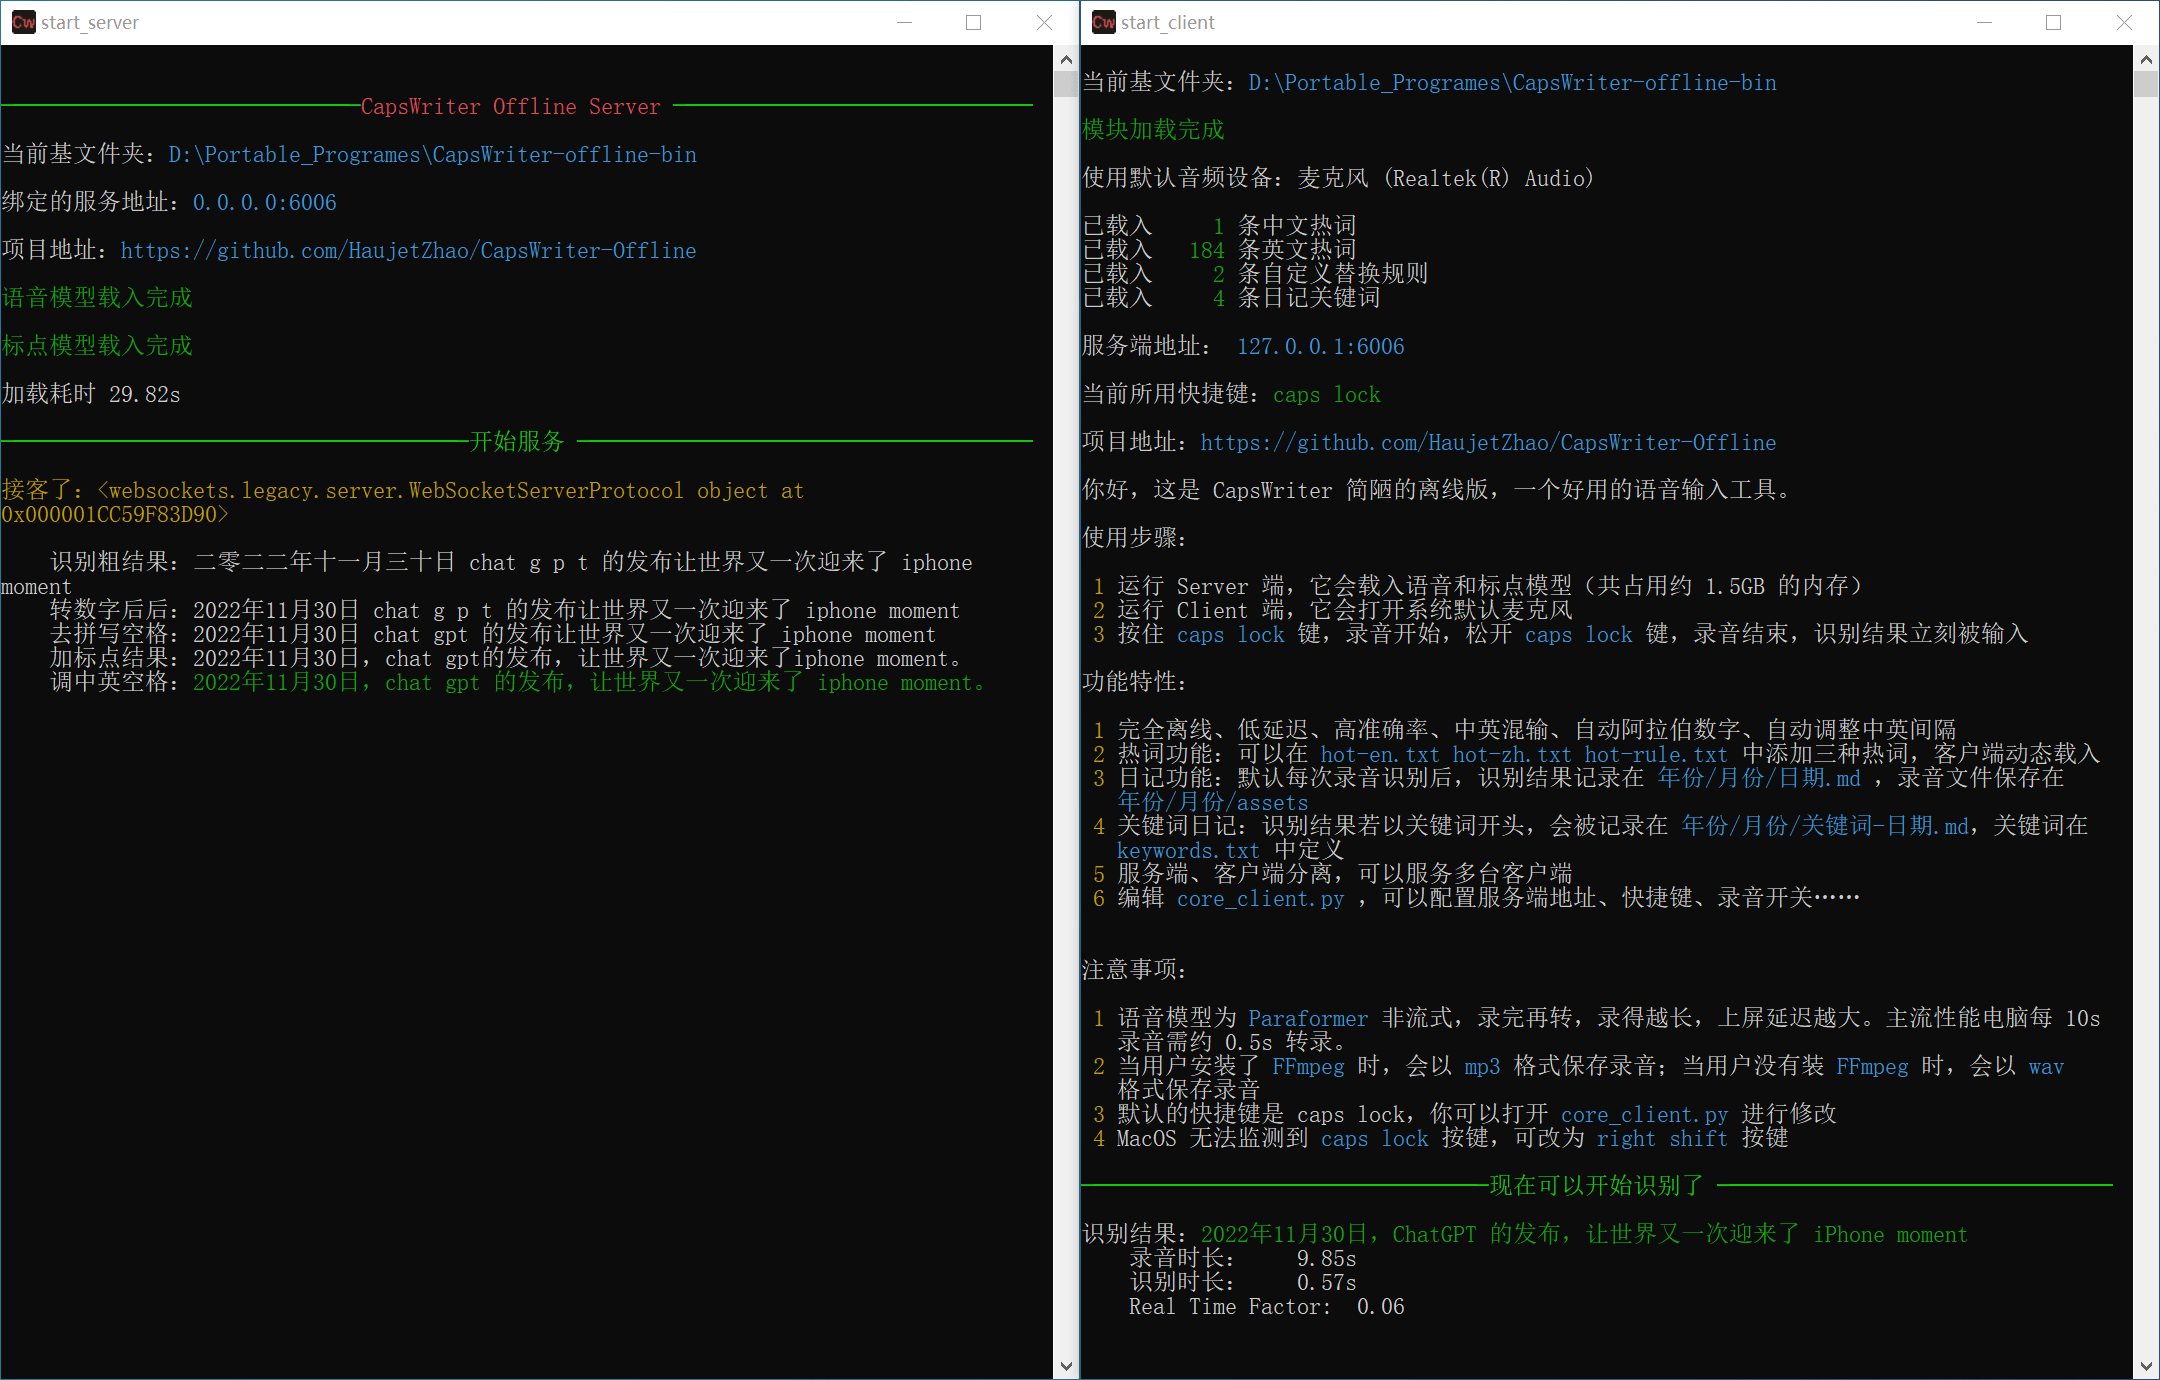 start_server
CapsWriter Offline Server
当前基文件夹：D:\Portable_Programes\CapsWriter-offline-bin
绑定的服务地址：0.0.0.0:6006
项目地址：https://github.com/HaujetZhao/CapsWriter-Offline
语音模型载入完成
标点模型载入完成
加载耗时 29.82s
开始服务
接客了：<websockets.legacy.server.WebSocketServerProtocol object at
0x000001CC59F83D90>
识别粗结果：二零二二年十一月三十日 chat g p t 的发布让世界又一次迎来了 iphone
moment
转数字后后：2022年11月30日 chat g p t 的发布让世界又一次迎来了 iphone moment
去拼写空格：2022年11月30日 chat gpt 的发布让世界又一次迎来了 iphone moment
加标点结果：2022年11月30日，chat gpt的发布，让世界又一次迎来了iphone moment。
调中英空格：2022年11月30日，chat gpt 的发布，让世界又一次迎来了 iphone moment。
start_client
当前基文件夹：D:\Portable_Programes\CapsWriter-offline-bin
模块加载完成
使用默认音频设备：麦克风 (Realtek(R) Audio)
已载入 1 条中文热词
已载入 184 条英文热词
已载入 2 条自定义替换规则
已载入 4 条日记关键词
服务端地址： 127.0.0.1:6006
当前所用快捷键：caps lock
项目地址：https://github.com/HaujetZhao/CapsWriter-Offline
你好，这是 CapsWriter 简陋的离线版，一个好用的语音输入工具。
使用步骤：
1 运行 Server 端，它会载入语音和标点模型（共占用约 1.5GB 的内存）
2 运行 Client 端，它会打开系统默认麦克风
3 按住 caps lock 键，录音开始，松开 caps lock 键，录音结束，识别结果立刻被输入
功能特性：
1 完全离线、低延迟、高准确率、中英混输、自动阿拉伯数字、自动调整中英间隔
2 热词功能：可以在 hot-en.txt hot-zh.txt hot-rule.txt 中添加三种热词，客户端动态载入
3 日记功能：默认每次录音识别后，识别结果记录在 年份/月份/日期.md ，录音文件保存在
年份/月份/assets
4 关键词日记：识别结果若以关键词开头，会被记录在 年份/月份/关键词-日期.md，关键词在
keywords.txt 中定义
5 服务端、客户端分离，可以服务多台客户端
6 编辑 core_client.py ，可以配置服务端地址、快捷键、录音开关……
注意事项：
1 语音模型为 Paraformer 非流式，录完再转，录得越长，上屏延迟越大。主流性能电脑每 10s
录音需约 0.5s 转录。
2 当用户安装了 FFmpeg 时，会以 mp3 格式保存录音；当用户没有装 FFmpeg 时，会以 wav
格式保存录音
3 默认的快捷键是 caps lock，你可以打开 core_client.py 进行修改
4 MacOS 无法监测到 caps lock 按键，可改为 right shift 按键
现在可以开始识别了
识别结果：2022年11月30日，ChatGPT 的发布，让世界又一次迎来了 iPhone moment
录音时长： 9.85s
识别时长： 0.57s
Real Time Factor: 0.06